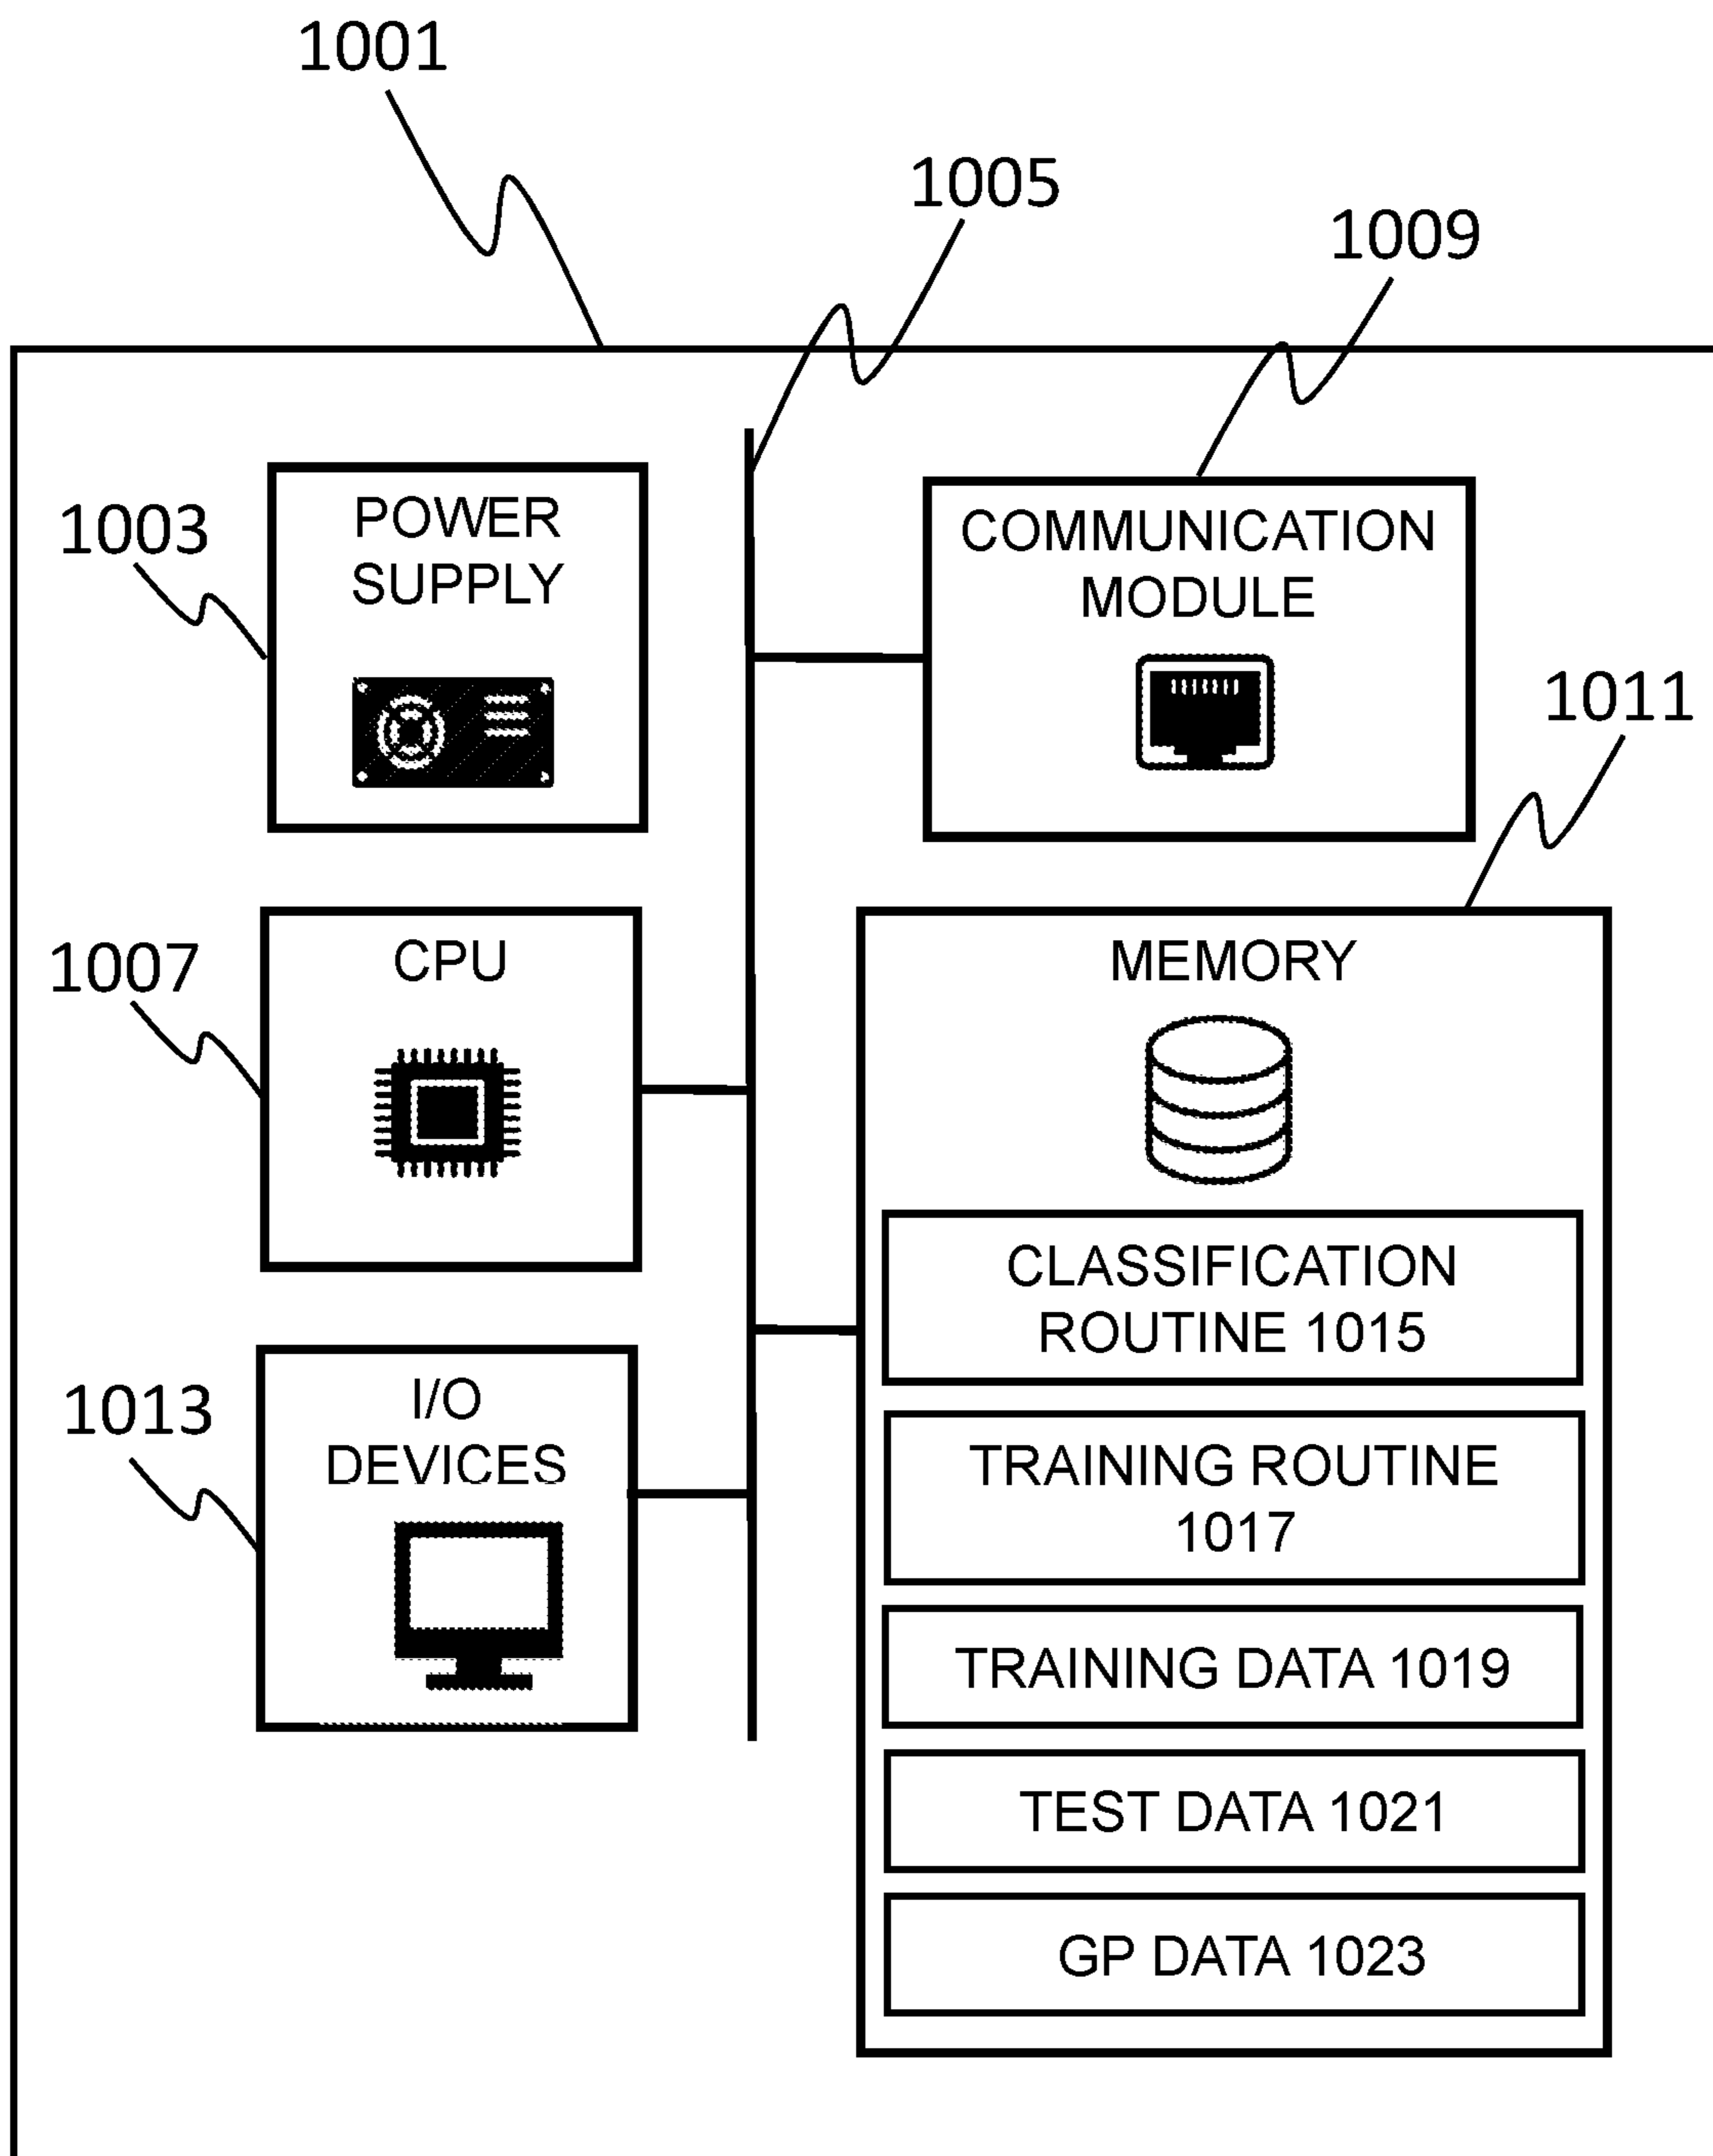 1001
1005
1009
1003
POWER
SUPPLY
COMMUNICATION
MODULE
1011
1007
CPU
MEMORY
CLASSIFICATION
ROUTINE 1015
1013
I/O
DEVICES
TRAINING ROUTINE
1017
TRAINING DATA 1019
TEST DATA 1021
GP DATA 1023